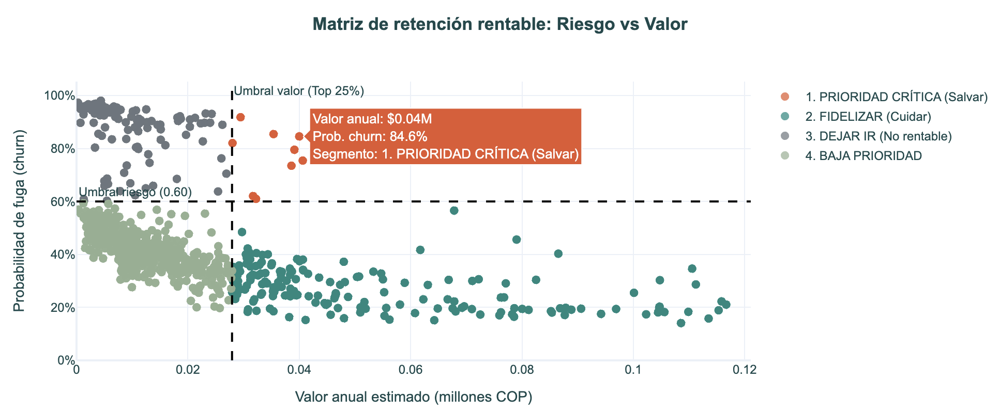 Matriz de retención rentable: Riesgo vs Valor
Umbral valor (Top 25%)
Valor anual: $0.04M
Prob. churn: 84.6%
Segmento: 1. PRIORIDAD CRÍTICA (Salvar)
Umbral riesgo (0.60)
1. PRIORIDAD CRÍTICA (Salvar)
2. FIDELIZAR (Cuidar)
3. DEJAR IR (No rentable)
4. BAJA PRIORIDAD
Probabilidad de fuga (churn)
100%
80%
60%
40%
20%
0%
0
0.02
0.04
0.06
0.08
0.1
0.12
Valor anual estimado (millones COP)